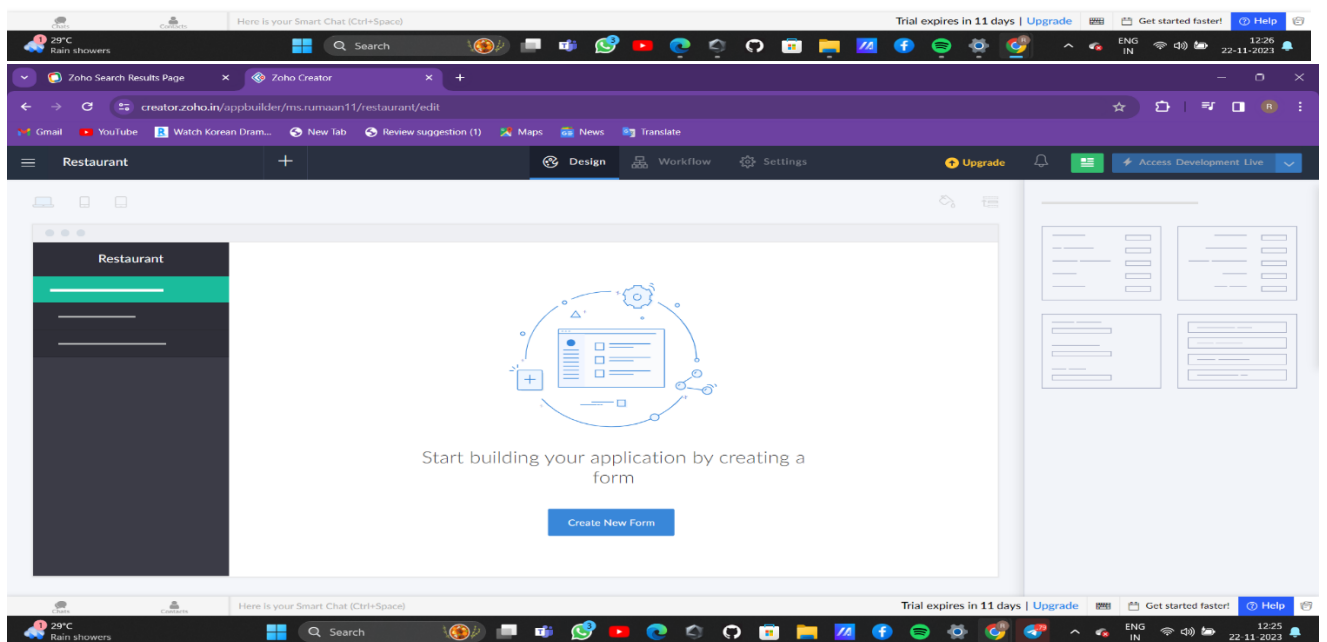 Chats Contacts Here is your Smart Chat (Ctrl+Space) Trial expires in 11 days | Upgrade Get started faster! Help
29°C
Rain showers
Search
3
ENG
IN
12:26
22-11-2023
Zoho Search Results Page Zoho Creator
creator.zoho.in/appbuilder/ms.rumaan11/restaurant/edit R
Gmail YouTube Watch Korean Dram... New Tab Review suggestion (1) Maps News Translate
Restaurant Design Workflow Settings Upgrade Access Development Live
Restaurant
Start building your application by creating a
form
Create New Form
Chats Contacts Here is your Smart Chat (Ctrl+Space) Trial expires in 11 days | Upgrade Get started faster! Help
29°C
Rain showers
Search
3
ENG
IN
12:25
22-11-2023